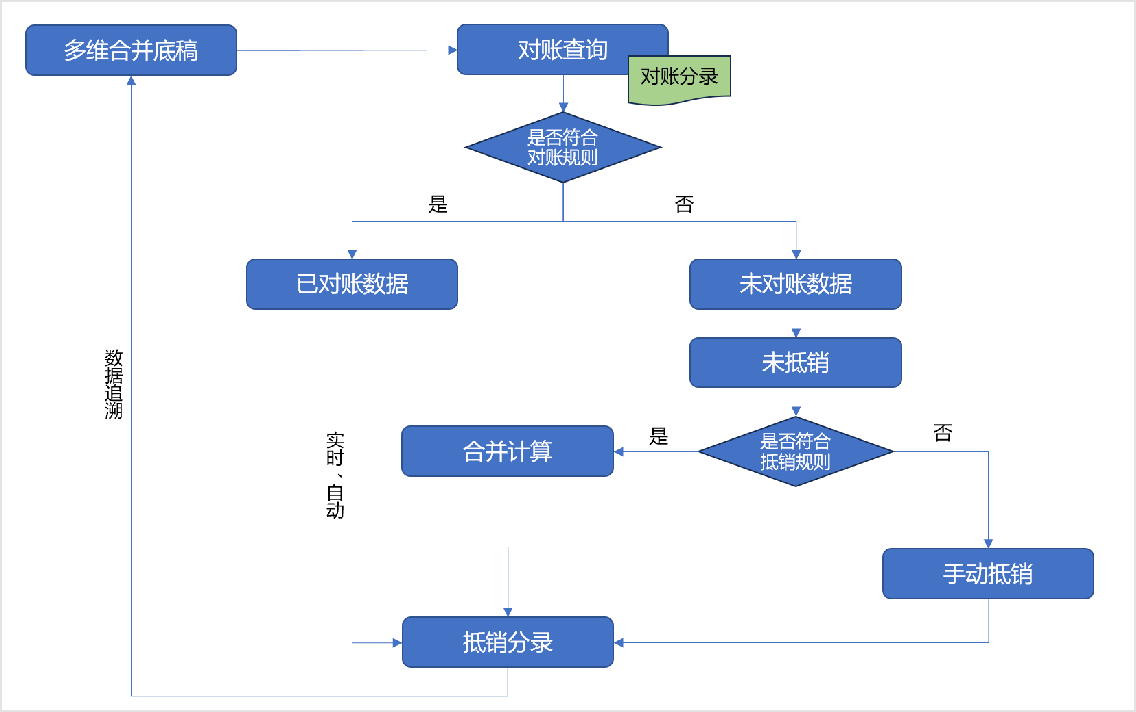 多维合并底稿
对账查询
对账分录
是否符合
对账规则
是
否
已对账数据
未对账数据
未抵销
数据追溯
实时、自动
合并计算
是
是否符合
抵销规则
否
手动抵销
抵销分录